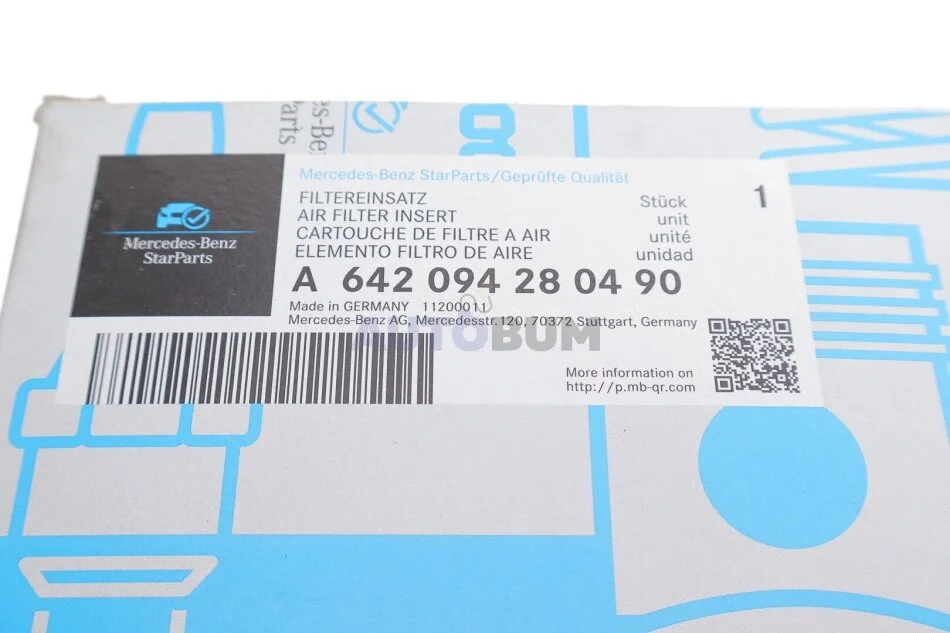 Mercedes-Benz
StarParts
Mercedes-Benz StarParts/Geprüfte Qualität
FILTEREINSATZ
AIR FILTER INSERT
CARTOUCHE DE FILTRE A AIR
ELEMENTO FILTRO DE AIRE
Stück
unit
unité
unidad
1
A 642 094 28 04 90
Made in GERMANY 11200011
Mercedes-Benz AG, Mercedesstr. 120, 70372 Stuttgart, Germany
AUTOBUM
More information on
http://p.mb-qr.com